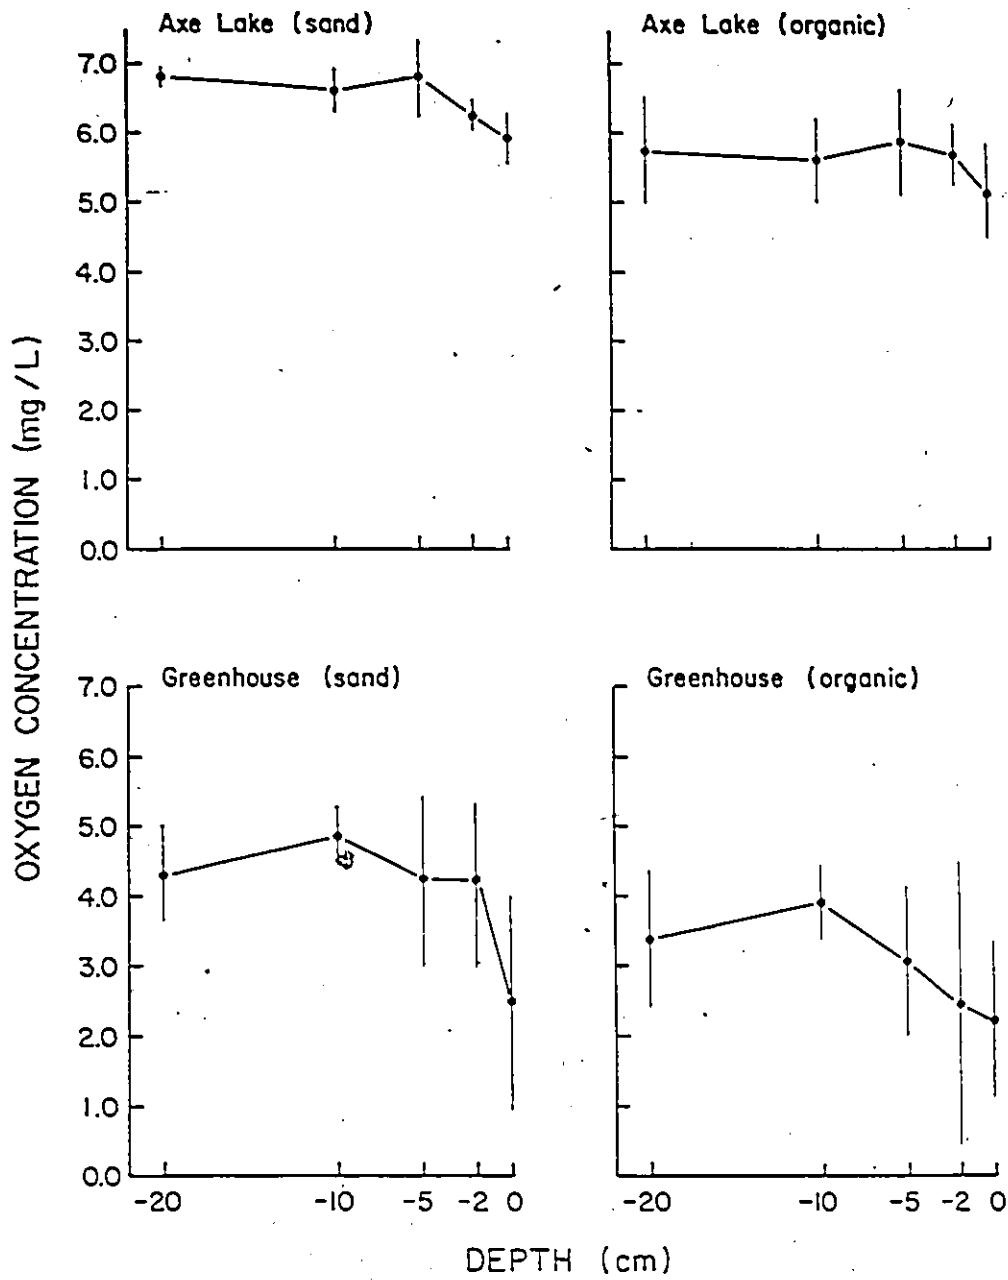 Axe Lake (sand)
Axe Lake (organic)
7.0
6.0
5.0
4.0
3.0
2.0
1.0
0.0
OXYGEN CONCENTRATION (mg/L)
Greenhouse (sand)
Greenhouse (organic)
7.0
6.0
5.0
4.0
3.0
2.0
1.0
0.0
-20 -10 -5 -2 0
-20 -10 -5 -2 0
DEPTH (cm)